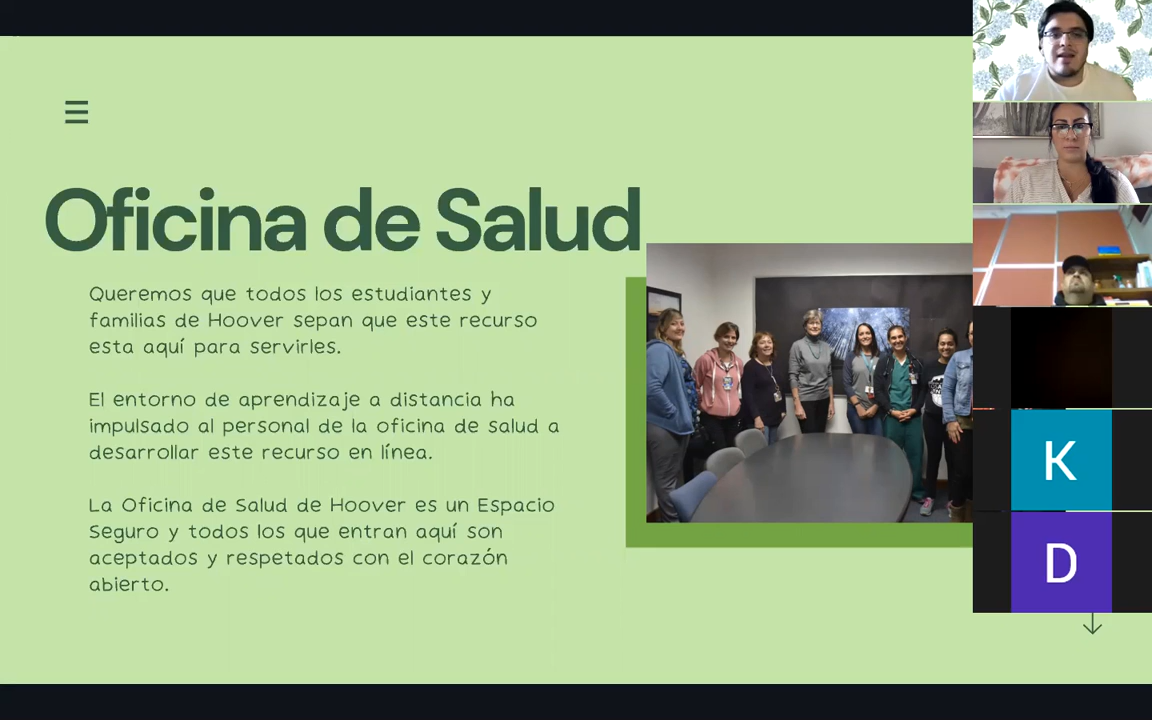 Oficina de Salud
Queremos que todos los estudiantes y
familias de Hoover sepan que este recurso
esta aquí para servirles.
El entorno de aprendizaje a distancia ha
impulsado al personal de la oficina de salud a
desarrollar este recurso en línea.
La Oficina de Salud de Hoover es un Espacio
Seguro y todos los que entran aquí son
aceptados y respetados con el corazón
abierto.
K
D